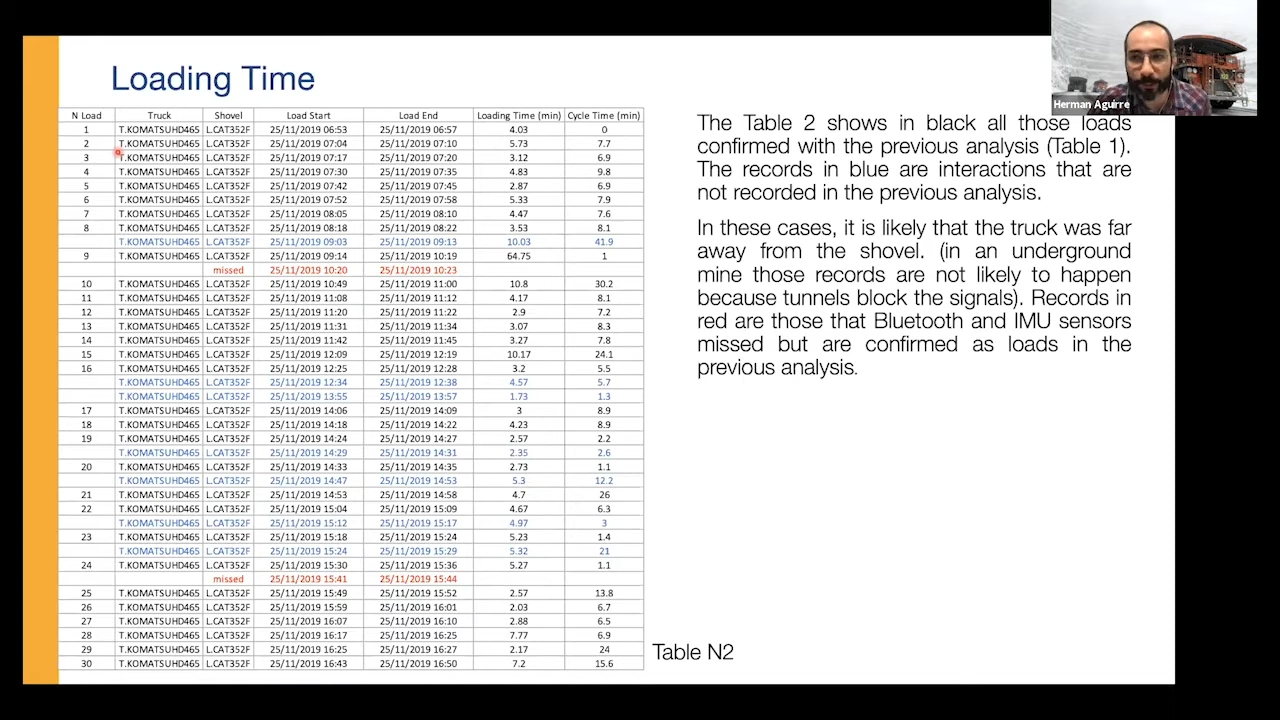 Loading Time
N Load Truck Shovel Load Start Load End Loading Time (min) Cycle Time (min)
1 T.KOMATSUHD465 L.CAT352F 25/11/2019 06:53 25/11/2019 06:57 4.03 0
2 T.KOMATSUHD465 L.CAT352F 25/11/2019 07:04 25/11/2019 07:10 5.73 7.7
3 T.KOMATSUHD465 L.CAT352F 25/11/2019 07:17 25/11/2019 07:20 3.12 6.9
4 T.KOMATSUHD465 L.CAT352F 25/11/2019 07:30 25/11/2019 07:35 4.83 9.8
5 T.KOMATSUHD465 L.CAT352F 25/11/2019 07:42 25/11/2019 07:45 2.87 6.9
6 T.KOMATSUHD465 L.CAT352F 25/11/2019 07:52 25/11/2019 07:58 5.33 7.9
7 T.KOMATSUHD465 L.CAT352F 25/11/2019 08:05 25/11/2019 08:10 4.47 7.6
8 T.KOMATSUHD465 L.CAT352F 25/11/2019 08:18 25/11/2019 08:22 3.53 8.1
T.KOMATSUHD465 L.CAT352F 25/11/2019 09:03 25/11/2019 09:13 10.03 41.9
9 T.KOMATSUHD465 L.CAT352F 25/11/2019 09:14 25/11/2019 10:19 64.75 1
missed 25/11/2019 10:20 25/11/2019 10:23
10 T.KOMATSUHD465 L.CAT352F 25/11/2019 10:49 25/11/2019 11:00 10.8 30.2
11 T.KOMATSUHD465 L.CAT352F 25/11/2019 11:08 25/11/2019 11:12 4.17 8.1
12 T.KOMATSUHD465 L.CAT352F 25/11/2019 11:20 25/11/2019 11:22 2.9 7.2
13 T.KOMATSUHD465 L.CAT352F 25/11/2019 11:31 25/11/2019 11:34 3.07 8.3
14 T.KOMATSUHD465 L.CAT352F 25/11/2019 11:42 25/11/2019 11:45 3.27 7.8
15 T.KOMATSUHD465 L.CAT352F 25/11/2019 12:09 25/11/2019 12:19 10.17 24.1
16 T.KOMATSUHD465 L.CAT352F 25/11/2019 12:25 25/11/2019 12:28 3.2 5.5
T.KOMATSUHD465 L.CAT352F 25/11/2019 12:34 25/11/2019 12:38 4.57 5.7
T.KOMATSUHD465 L.CAT352F 25/11/2019 13:55 25/11/2019 13:57 1.73 1.3
17 T.KOMATSUHD465 L.CAT352F 25/11/2019 14:06 25/11/2019 14:09 3 8.9
18 T.KOMATSUHD465 L.CAT352F 25/11/2019 14:18 25/11/2019 14:22 4.23 8.9
19 T.KOMATSUHD465 L.CAT352F 25/11/2019 14:24 25/11/2019 14:27 2.57 2.2
T.KOMATSUHD465 L.CAT352F 25/11/2019 14:29 25/11/2019 14:31 2.35 2.6
20 T.KOMATSUHD465 L.CAT352F 25/11/2019 14:33 25/11/2019 14:35 2.73 1.1
T.KOMATSUHD465 L.CAT352F 25/11/2019 14:47 25/11/2019 14:53 5.3 12.2
21 T.KOMATSUHD465 L.CAT352F 25/11/2019 14:53 25/11/2019 14:58 4.7 26
22 T.KOMATSUHD465 L.CAT352F 25/11/2019 15:04 25/11/2019 15:09 4.67 6.3
T.KOMATSUHD465 L.CAT352F 25/11/2019 15:12 25/11/2019 15:17 4.97 3
23 T.KOMATSUHD465 L.CAT352F 25/11/2019 15:18 25/11/2019 15:24 5.23 1.4
T.KOMATSUHD465 L.CAT352F 25/11/2019 15:24 25/11/2019 15:29 5.32 21
24 T.KOMATSUHD465 L.CAT352F 25/11/2019 15:30 25/11/2019 15:36 5.27 1.1
missed 25/11/2019 15:41 25/11/2019 15:44
25 T.KOMATSUHD465 L.CAT352F 25/11/2019 15:49 25/11/2019 15:52 2.57 13.8
26 T.KOMATSUHD465 L.CAT352F 25/11/2019 15:59 25/11/2019 16:01 2.03 6.7
27 T.KOMATSUHD465 L.CAT352F 25/11/2019 16:07 25/11/2019 16:10 2.88 6.5
28 T.KOMATSUHD465 L.CAT352F 25/11/2019 16:17 25/11/2019 16:25 7.77 6.9
29 T.KOMATSUHD465 L.CAT352F 25/11/2019 16:25 25/11/2019 16:27 2.17 24
30 T.KOMATSUHD465 L.CAT352F 25/11/2019 16:43 25/11/2019 16:50 7.2 15.6
Table N2
Herman Aguirre
The Table 2 shows in black all those loads
confirmed with the previous analysis (Table 1).
The records in blue are interactions that are
not recorded in the previous analysis.
In these cases, it is likely that the truck was far
away from the shovel. (in an underground
mine those records are not likely to happen
because tunnels block the signals). Records in
red are those that Bluetooth and IMU sensors
missed but are confirmed as loads in the
previous analysis.